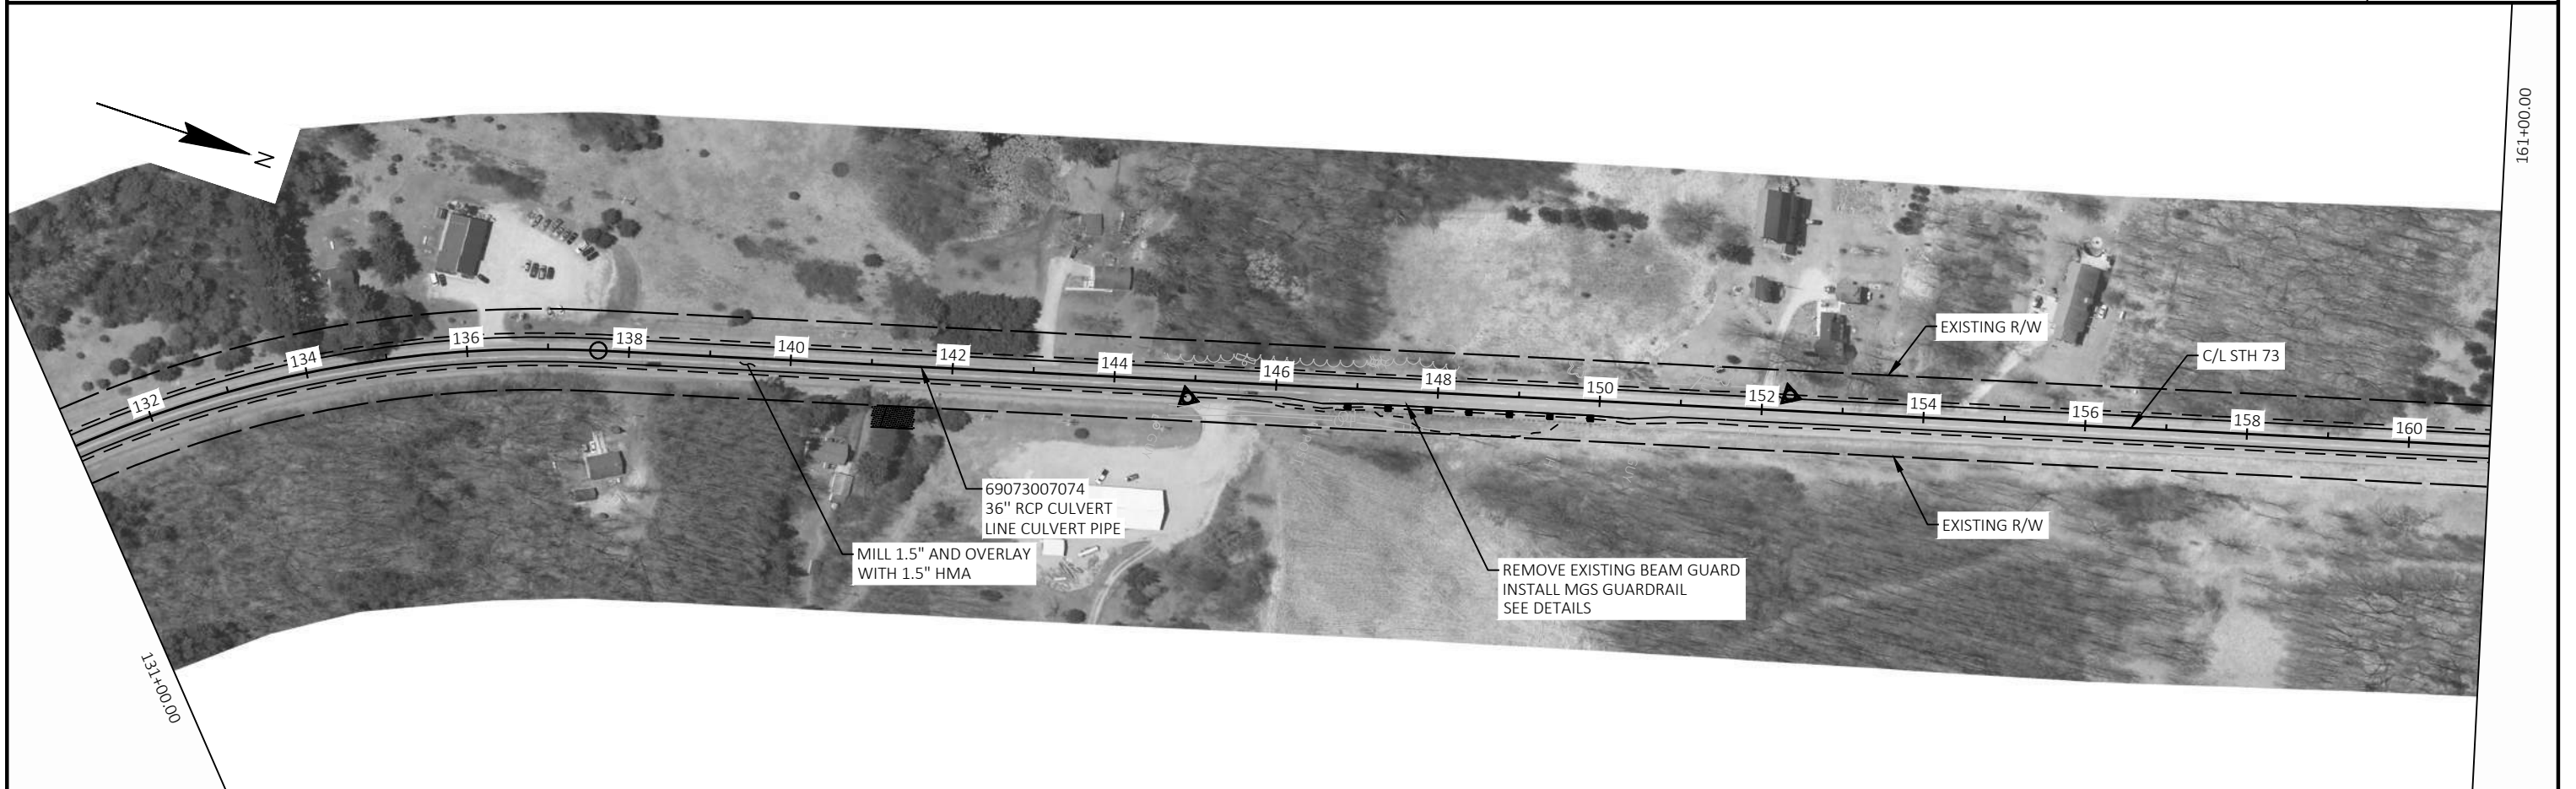 161+00.00
N
EXISTING R/W
C/L STH 73
132
134
136
138
140
142
144
146
148
150
152
154
156
158
160
69073007074
36" RCP CULVERT
LINE CULVERT PIPE
MILL 1.5" AND OVERLAY
WITH 1.5" HMA
REMOVE EXISTING BEAM GUARD
INSTALL MGS GUARDRAIL
SEE DETAILS
EXISTING R/W
131+00.00